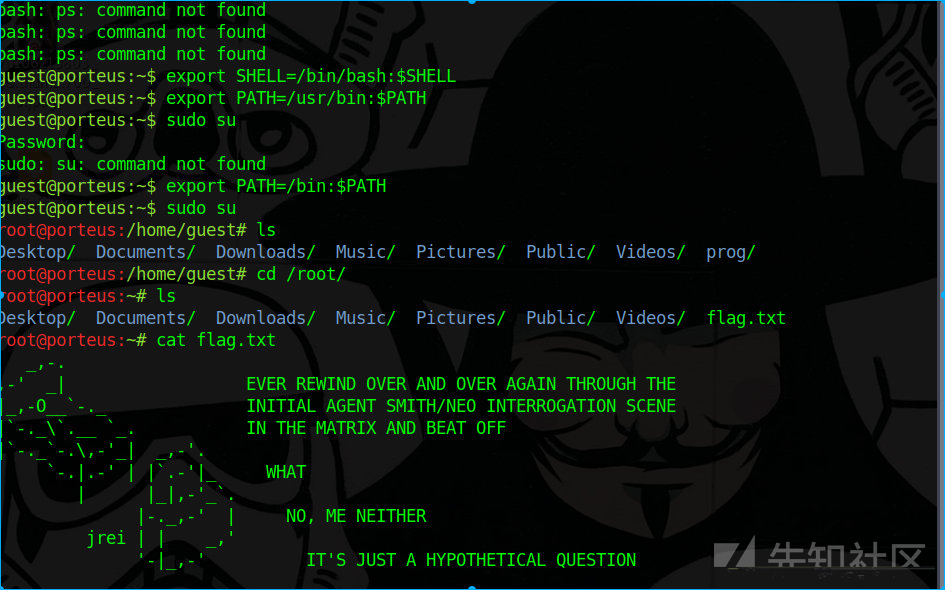 bash: ps: command not found
bash: ps: command not found
bash: ps: command not found
guest@porteus:~$ export SHELL=/bin/bash:$SHELL
guest@porteus:~$ export PATH=/usr/bin:$PATH
guest@porteus:~$ sudo su
Password:
sudo: su: command not found
guest@porteus:~$ export PATH=/bin:$PATH
guest@porteus:~$ sudo su
root@porteus:/home/guest# ls
Desktop/  Documents/  Downloads/  Music/  Pictures/  Public/  Videos/  prog/
root@porteus:/home/guest# cd /root/
root@porteus:~# ls
Desktop/  Documents/  Downloads/  Music/  Pictures/  Public/  Videos/  flag.txt
root@porteus:~# cat flag.txt
EVER REWIND OVER AND OVER AGAIN THROUGH THE
INITIAL AGENT SMITH/NEO INTERROGATION SCENE
IN THE MATRIX AND BEAT OFF
WHAT
NO, ME NEITHER
jrei
IT'S JUST A HYPOTHETICAL QUESTION
先知社区